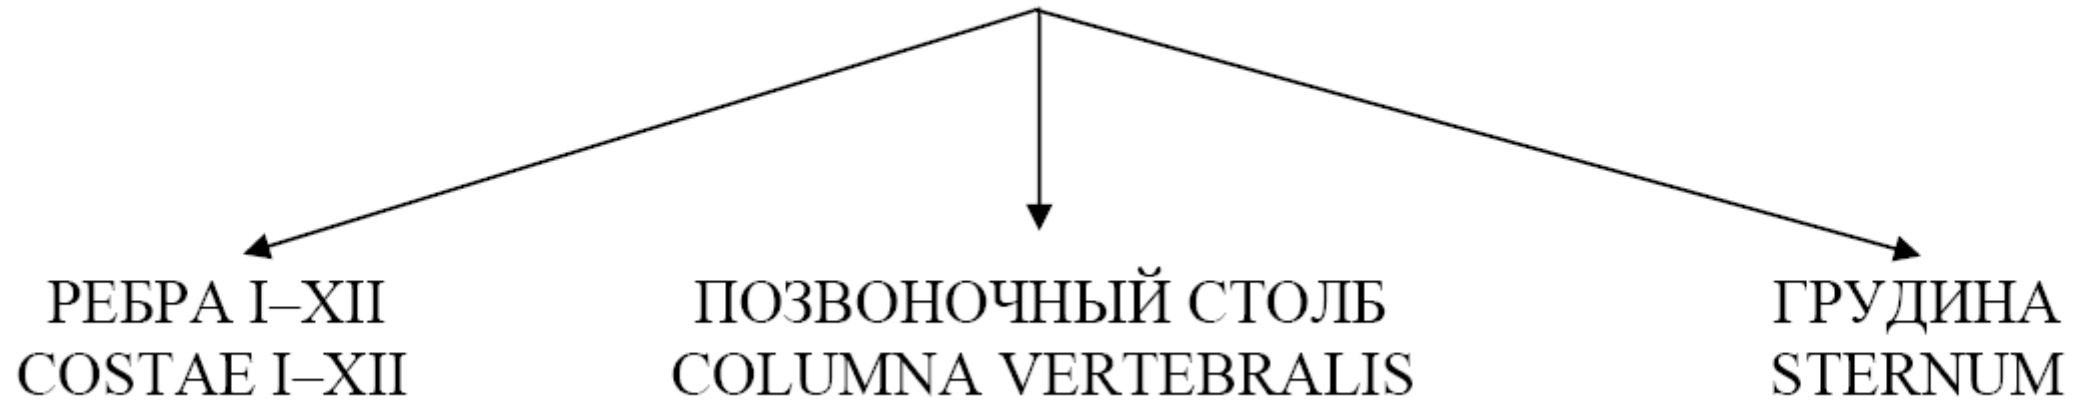 РЕБРА I–XII
COSTAE I–XII
ПОЗВОНОЧНЫЙ СТОЛБ
COLUMNA VERTEBRALIS
ГРУДИНА
STERNUM